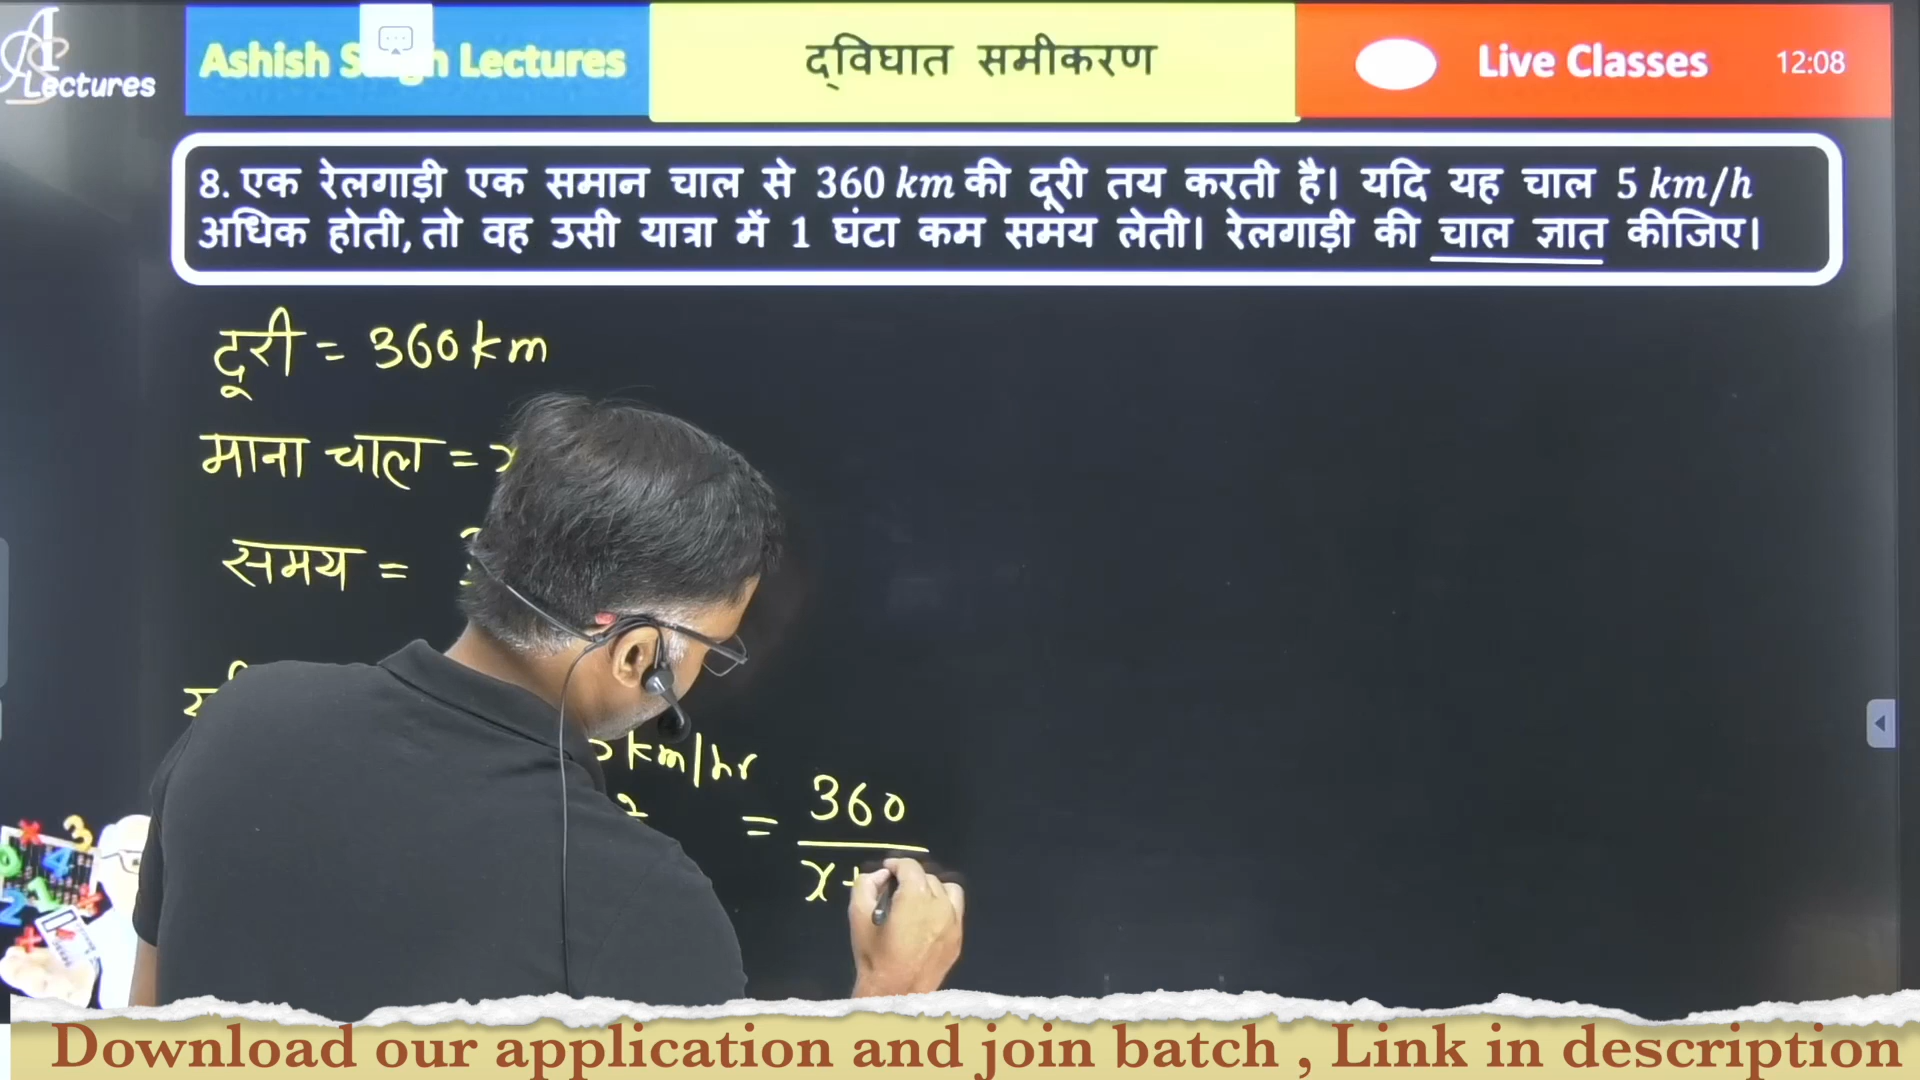 Lectures
Ashish Singh Lectures
द्विघात समीकरण
Live Classes
12:08
8. एक रेलगाड़ी एक समान चाल से 360 km की दूरी तय करती है। यदि यह चाल 5 km/h
अधिक होती, तो वह उसी यात्रा में 1 घंटा कम समय लेती। रेलगाड़ी की चाल ज्ञात कीजिए।
दूरी = 360 km
माना चाल = x
समय =
km/hr
= 360
x+
Download our application and join batch , Link in description